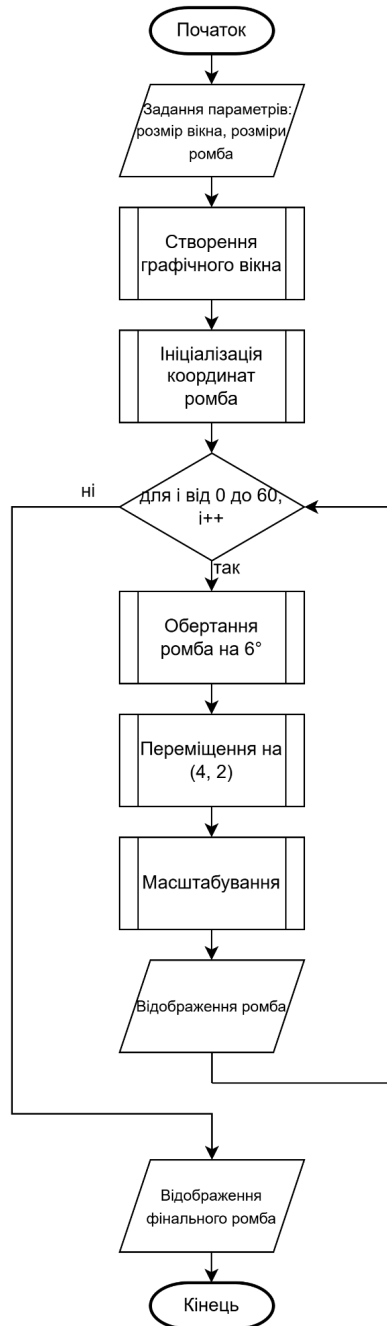 Початок
Задання параметрів:
розмір вікна, розміри
ромба
Створення
графічного вікна
Ініціалізація
координат
ромба
ні
для і від 0 до 60,
і++
так
Обертання
ромба на 6°
Переміщення на
(4, 2)
Масштабування
Відображення ромба
Відображення
фінального ромба
Кінець